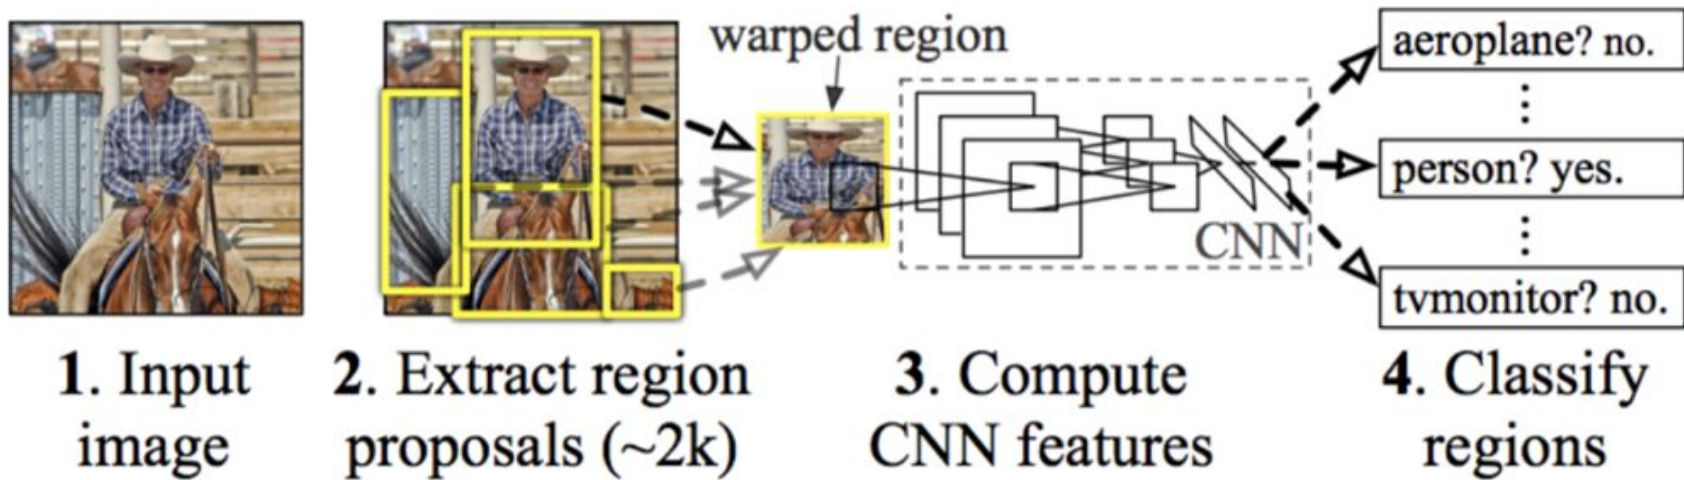 warped region
aeroplane? no.
person? yes.
CNN
tvmonitor? no.
1. Input
image
2. Extract region
proposals (~2k)
3. Compute
CNN features
4. Classify
regions